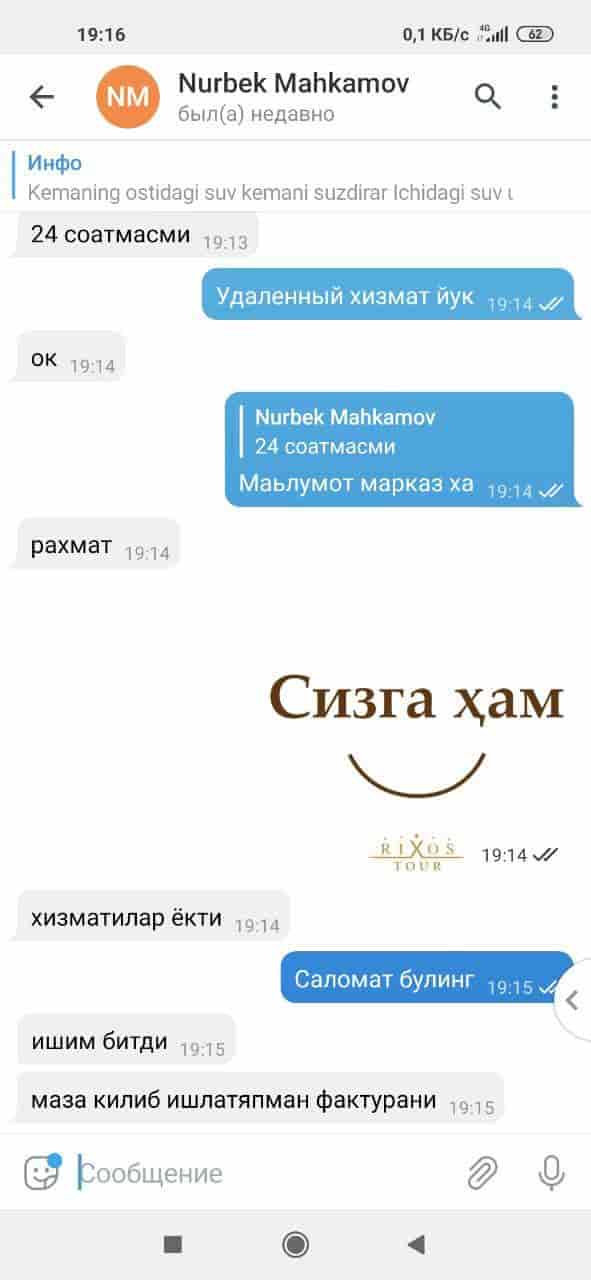 19:16
0,1 КБ/с 4G 62
NM
Nurbek Mahkamov
был(а) недавно
Инфо
Kemaning ostidagi suv kemani suzdirar Ichidagi suv
24 соатмасми 19:13
Удаленный хизмат йук 19:14
ок 19:14
Nurbek Mahkamov
24 соатмасми
Маьлумот марказ ха 19:14
рахмат 19:14
Сизга ҳам
RIXOS
TOUR
19:14
хизматилар ёкти 19:14
Саломат булинг 19:15
ишим битди 19:15
маза килиб ишлатяпман фактурани 19:15
Сообщение